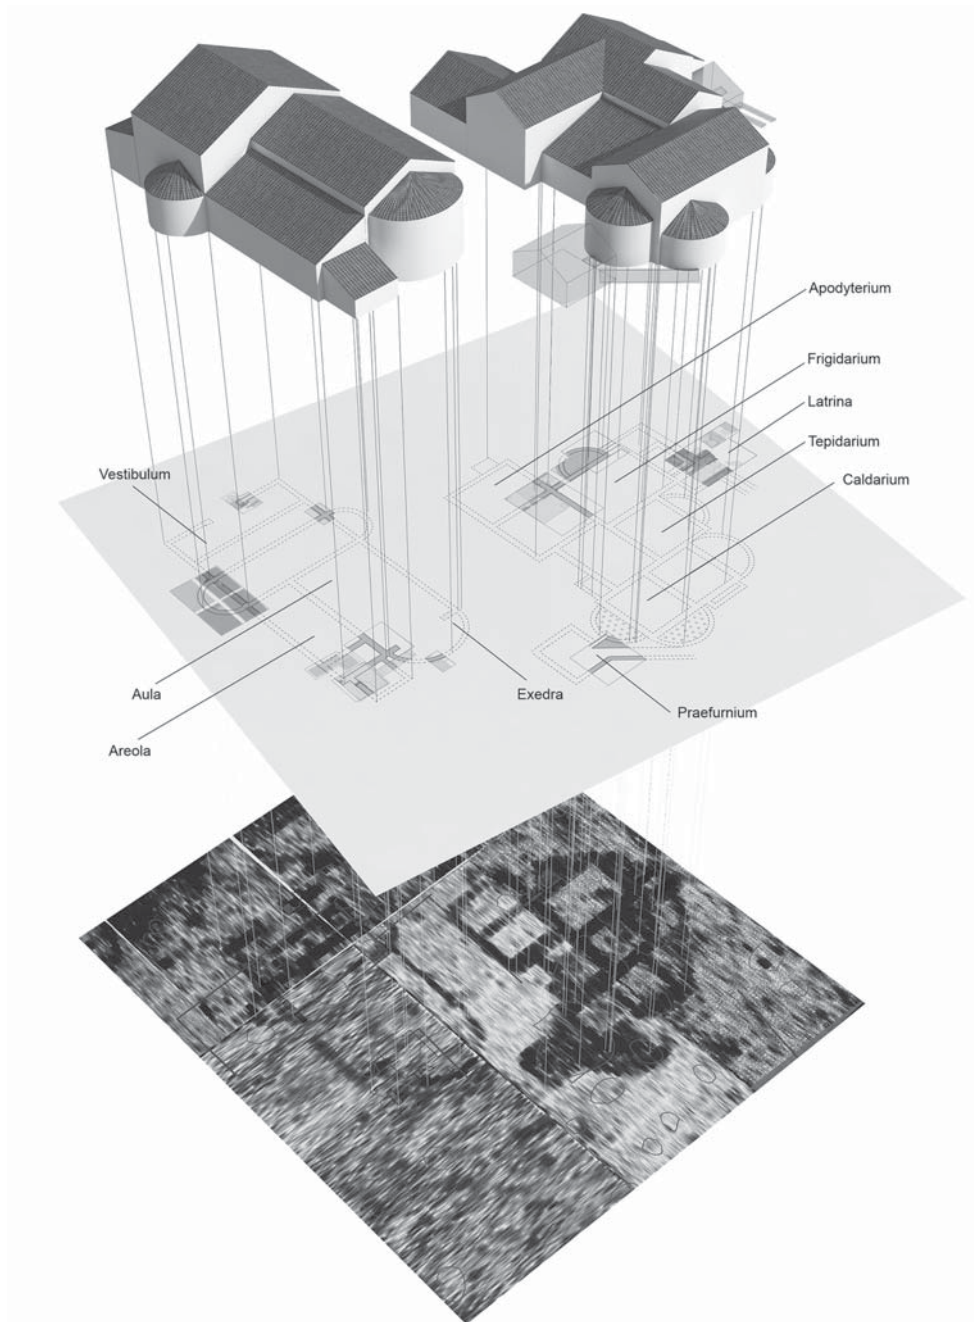 Apodyterium
Frigidarium
Latrina
Tepidarium
Vestibulum
Caldarium
Aula
Exedra
Praefurnium
Areola